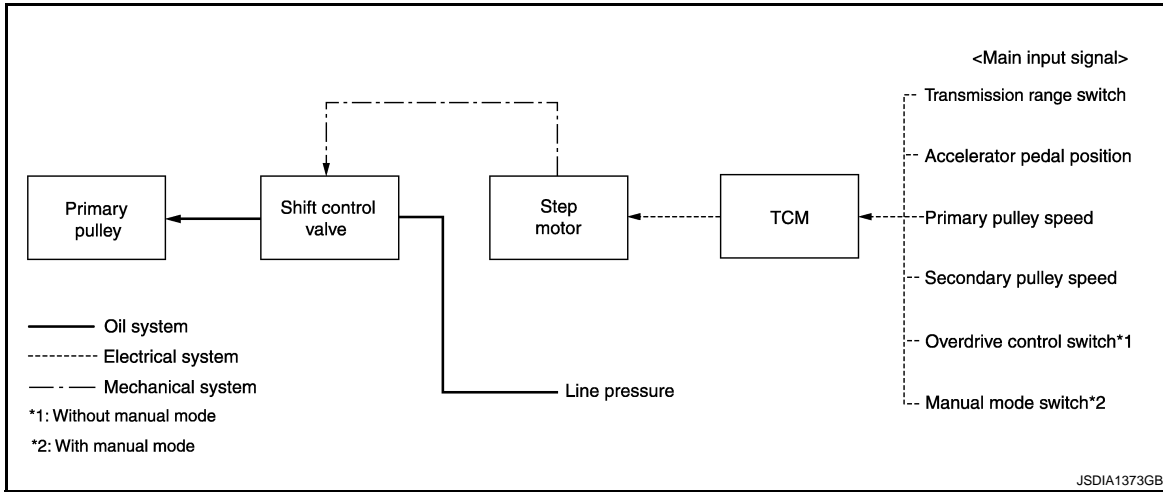 <Main input signal>
Transmission range switch
Accelerator pedal position
Primary
pulley
Shift control
valve
Step
motor
TCM
Primary pulley speed
Secondary pulley speed
Oil system
Electrical system
Overdrive control switch*1
Mechanical system
Line pressure
Manual mode switch*2
*1: Without manual mode
*2: With manual mode
JSDIA1373GB